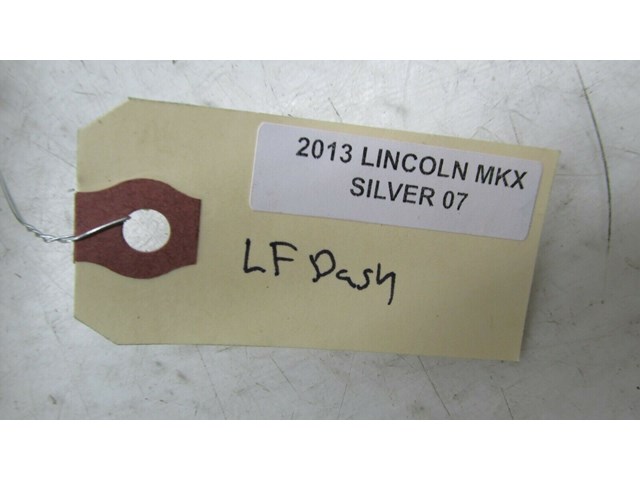 2013 LINCOLN MKX
SILVER 07
LF Dash